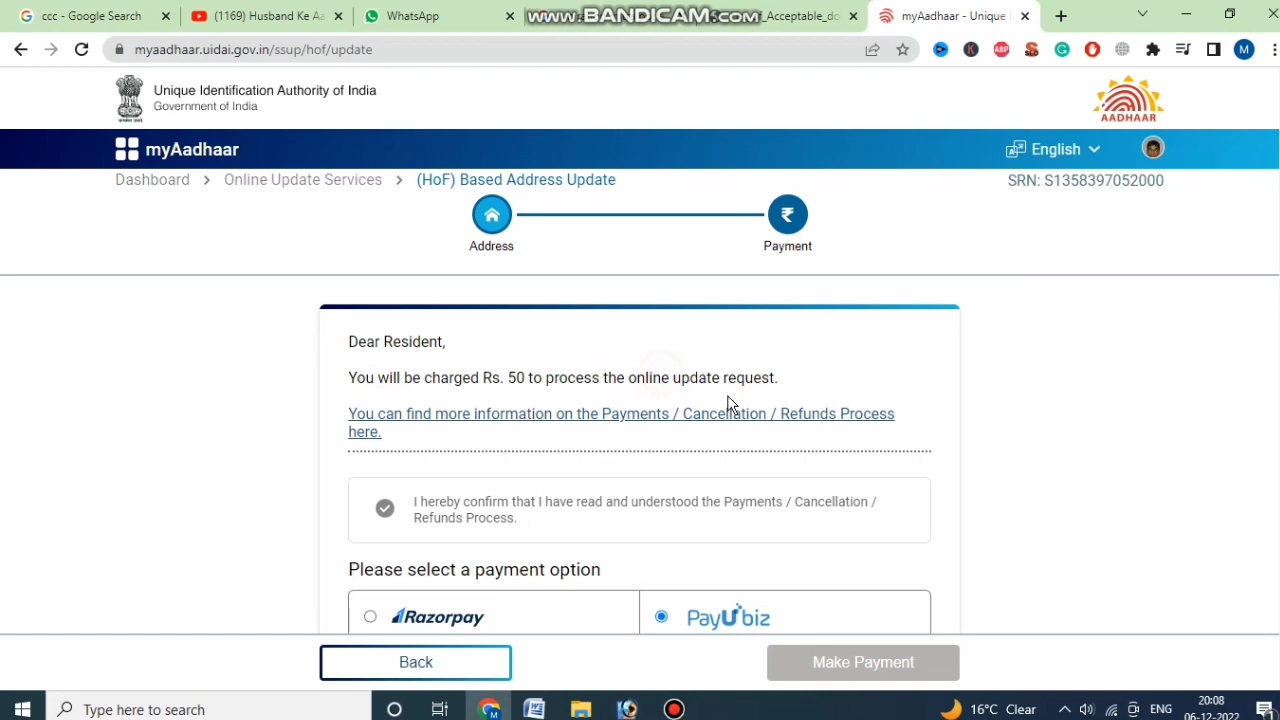 ccc - Google Search
(1169) Husband Ke Aa
WhatsApp
WWW.BANDICAM.COM
_Acceptable_do
myAadhaar - Unique
myaadhaar.uidai.gov.in/ssup/hof/update
ABP
SEO
M
Unique Identification Authority of India
Government of India
AADHAAR
myAadhaar
English
Dashboard > Online Update Services > (HoF) Based Address Update
SRN: S1358397052000
Address
Payment
Dear Resident,
You will be charged Rs. 50 to process the online update request.
You can find more information on the Payments / Cancellation / Refunds Process
here.
I hereby confirm that I have read and understood the Payments / Cancellation /
Refunds Process.
Please select a payment option
Razorpay
PayUbiz
Back
Make Payment
Type here to search
16°C Clear
ENG
20:08
06-12-2022